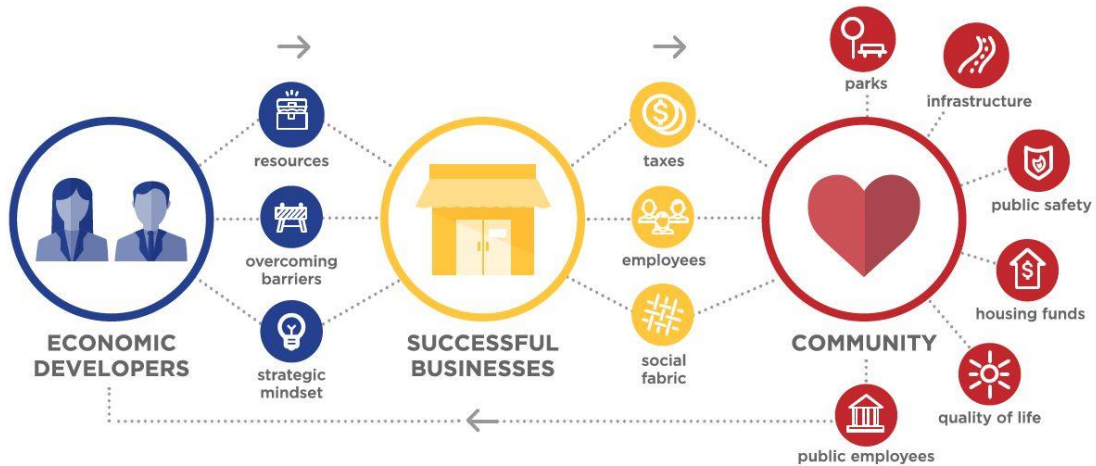 parks
infrastructure
resources
taxes
public safety
overcoming
barriers
employees
housing funds
ECONOMIC
DEVELOPERS
strategic
mindset
SUCCESSFUL
BUSINESSES
social
fabric
COMMUNITY
quality of life
public employees